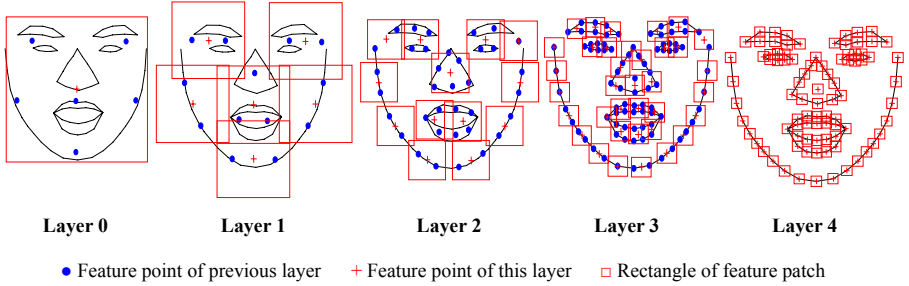 Layer 0 Layer 1 Layer 2 Layer 3 Layer 4
Feature point of previous layer Feature point of this layer Rectangle of feature patch